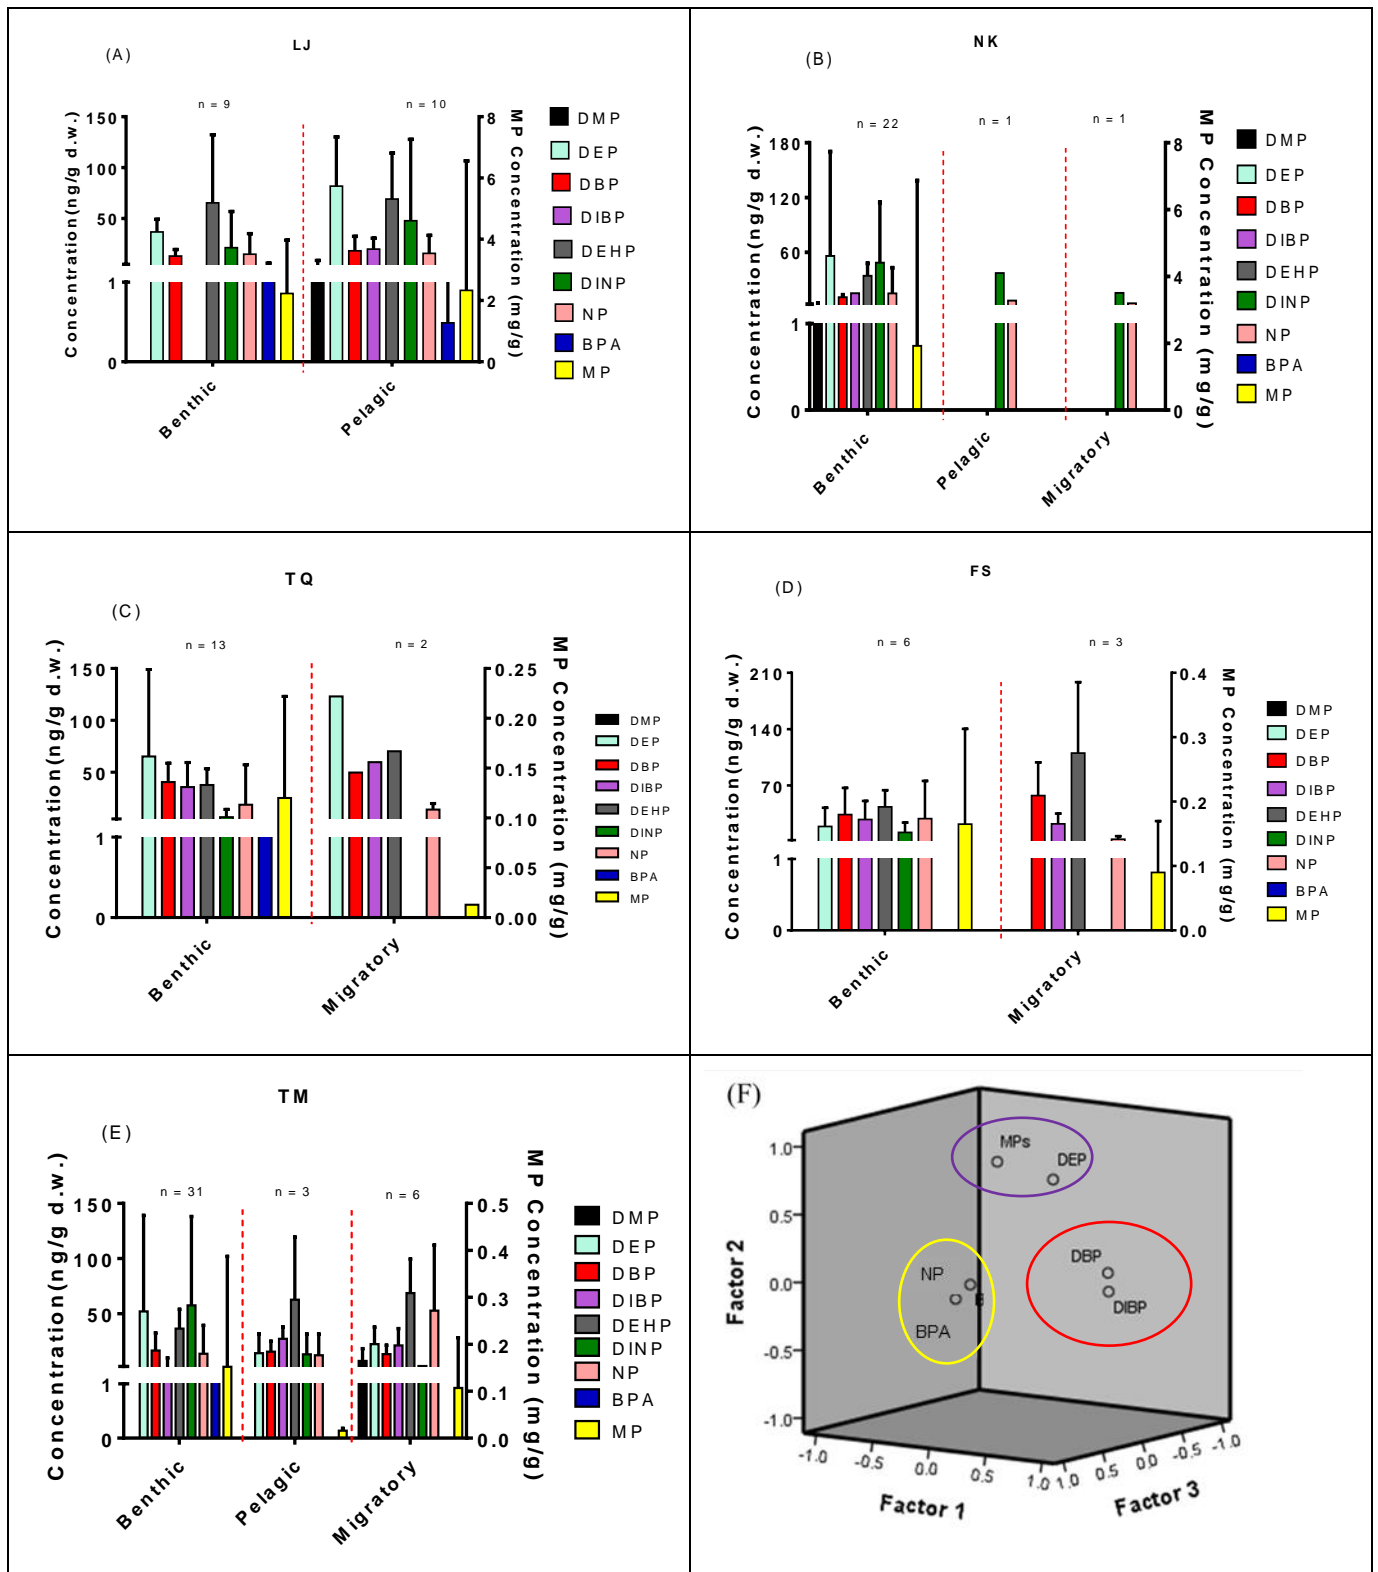 LJ
(A)
n = 9
n = 10
Concentration(ng/g d.w.)
150
100
50
1
0
MP Concentration (mg/g)
8
6
4
2
0
Benthic
Pelagic
DMP
DEP
DBP
DIBP
DEHP
DINP
NP
BPA
MP
NK
(B)
n = 22
n = 1
n = 1
Concentration(ng/g d.w.)
180
120
60
1
0
MP Concentration (mg/g)
8
6
4
2
0
Benthic
Pelagic
Migratory
DMP
DEP
DBP
DIBP
DEHP
DINP
NP
BPA
MP
TQ
(C)
n = 13
n = 2
Concentration(ng/g d.w.)
150
100
50
1
0
MP Concentration (mg/g)
0.25
0.20
0.15
0.10
0.05
0.00
Benthic
Migratory
DMP
DEP
DBP
DIBP
DEHP
DINP
NP
BPA
MP
FS
(D)
n = 6
n = 3
Concentration(ng/g d.w.)
210
140
70
1
0
MP Concentration (mg/g)
0.4
0.3
0.2
0.1
0.0
Benthic
Migratory
DMP
DEP
DBP
DIBP
DEHP
DINP
NP
BPA
MP
TM
(E)
n = 31
n = 3
n = 6
Concentration(ng/g d.w.)
150
100
50
1
0
MP Concentration (mg/g)
0.5
0.4
0.3
0.2
0.1
0.0
Benthic
Pelagic
Migratory
DMP
DEP
DBP
DIBP
DEHP
DINP
NP
BPA
MP
(F)
MPs
DEP
DBP
DIBP
NP
BPA
Factor 2
1.0
0.5
0.0
-0.5
-1.0
-1.0
-0.5
0.0
0.5
1.0
Factor 1
1.0
0.5
0.0
-0.5
-1.0
Factor 3